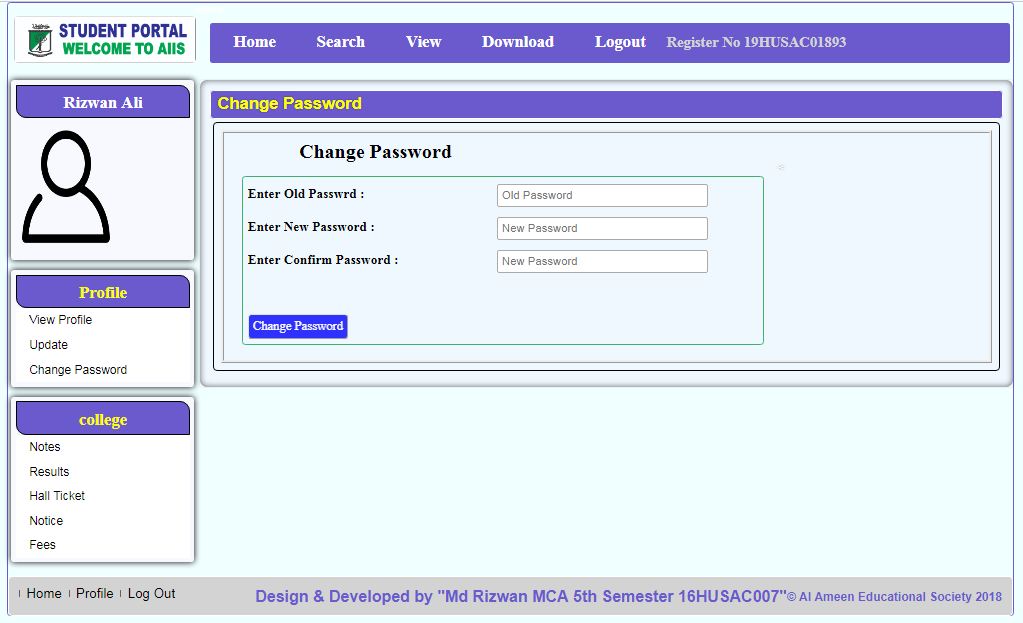 STUDENT PORTAL
WELCOME TO AIIS
Home Search View Download Logout Register No 19HUSAC01893
Rizwan Ali
Change Password
Change Password
Enter Old Passwrd :
Old Password
Enter New Password :
New Password
Enter Confirm Password :
New Password
Change Password
Profile
View Profile
Update
Change Password
college
Notes
Results
Hall Ticket
Notice
Fees
Home Profile Log Out
Design & Developed by "Md Rizwan MCA 5th Semester 16HUSAC007"© Al Ameen Educational Society 2018